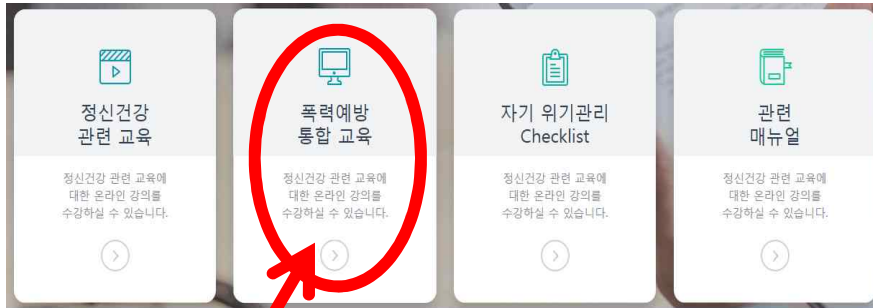 정신건강
관련 교육
정신건강 관련 교육에
대한 온라인 강의를
수강하실 수 있습니다.
폭력예방
통합 교육
정신건강 관련 교육에
대한 온라인 강의를
수강하실 수 있습니다.
자기 위기관리
Checklist
정신건강 관련 교육에
대한 온라인 강의를
수강하실 수 있습니다.
관련
매뉴얼
정신건강 관련 교육에
대한 온라인 강의를
수강하실 수 있습니다.